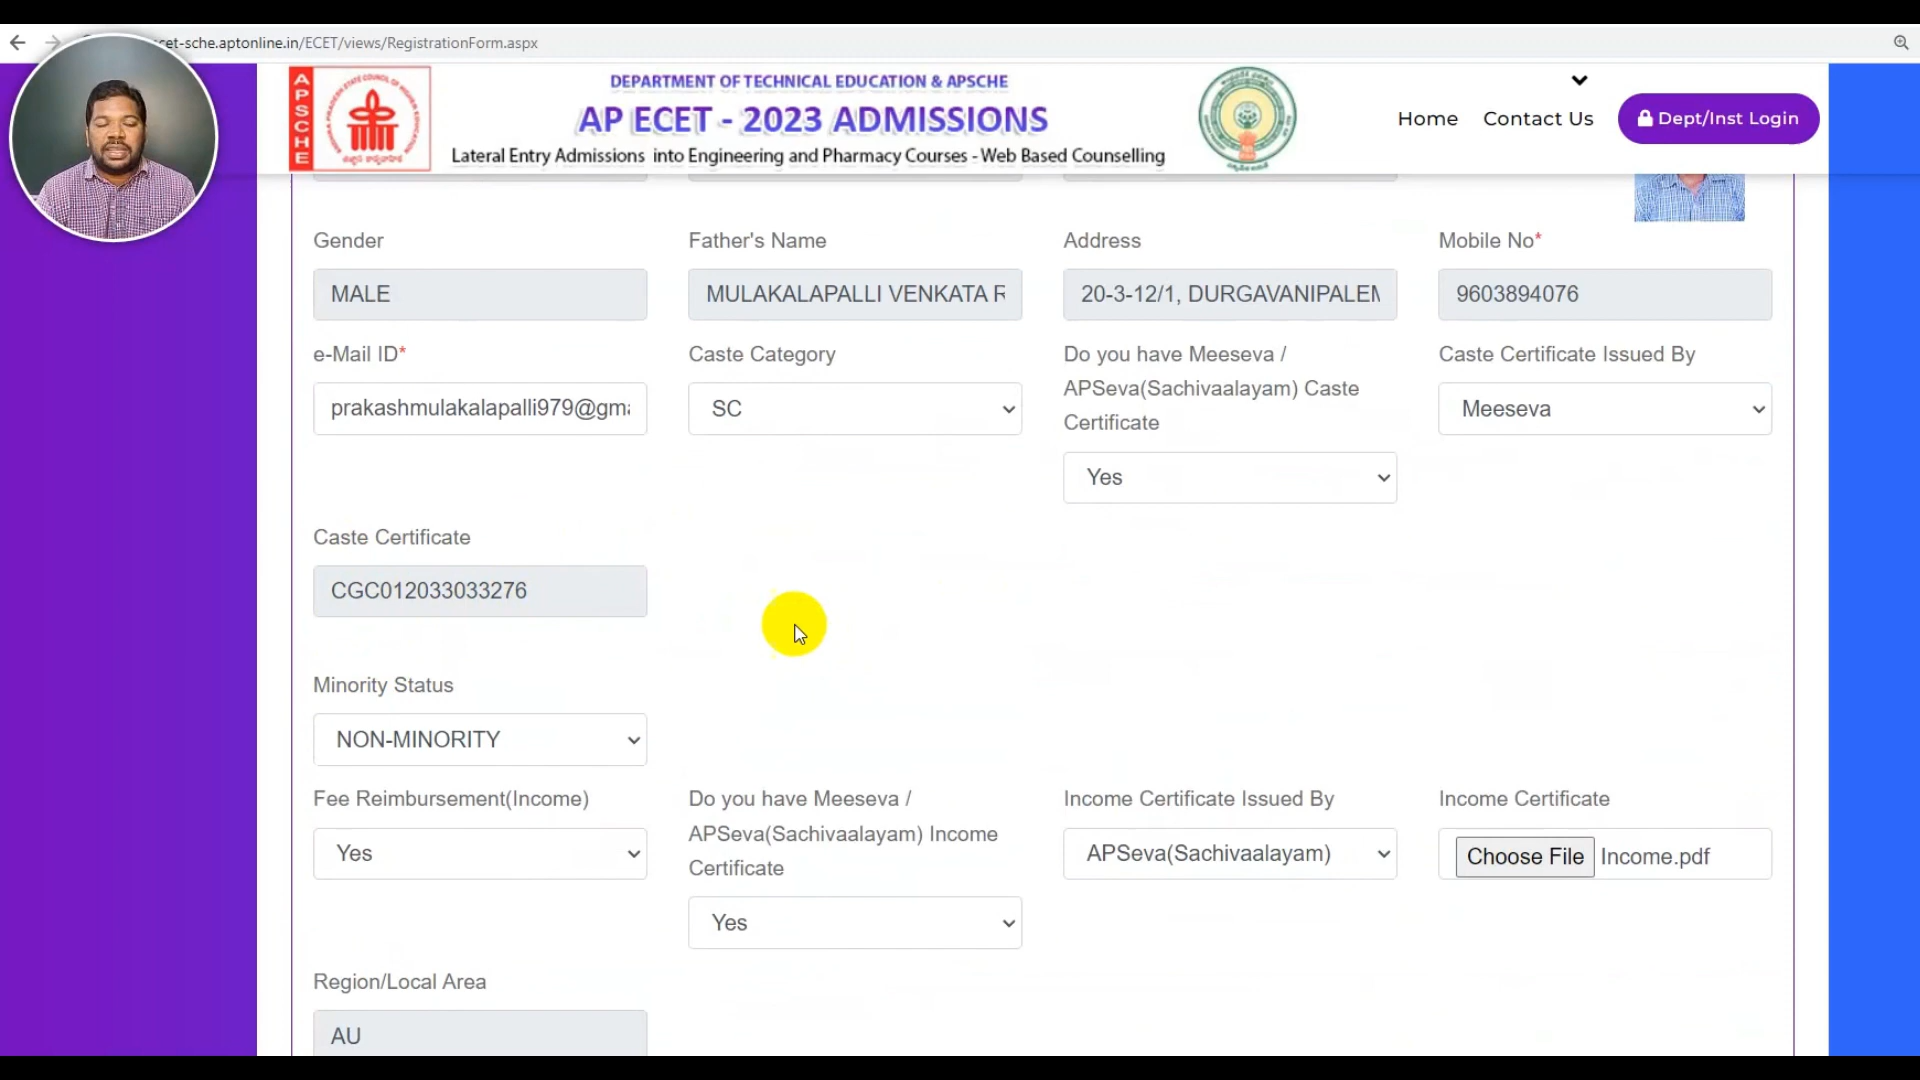 cet-sche.aptonline.in/ECET/views/RegistrationForm.aspx
APSCHE
DEPARTMENT OF TECHNICAL EDUCATION & APSCHE
AP ECET - 2023 ADMISSIONS
Lateral Entry Admissions into Engineering and Pharmacy Courses - Web Based Counselling
Home
Contact Us
Dept/Inst Login
Gender
Father's Name
Address
Mobile No*
MALE
MULAKALAPALLI VENKATA R
20-3-12/1, DURGAVANIPALEM
9603894076
e-Mail ID*
Caste Category
Do you have Meeseva /
APSeva(Sachivaalayam) Caste
Certificate
Caste Certificate Issued By
prakashmulakalapalli979@gma
SC
Yes
Meeseva
Caste Certificate
CGC012033033276
Minority Status
NON-MINORITY
Fee Reimbursement(Income)
Do you have Meeseva /
APSeva(Sachivaalayam) Income
Certificate
Income Certificate Issued By
Income Certificate
Yes
Yes
APSeva(Sachivaalayam)
Choose File Income.pdf
Region/Local Area
AU